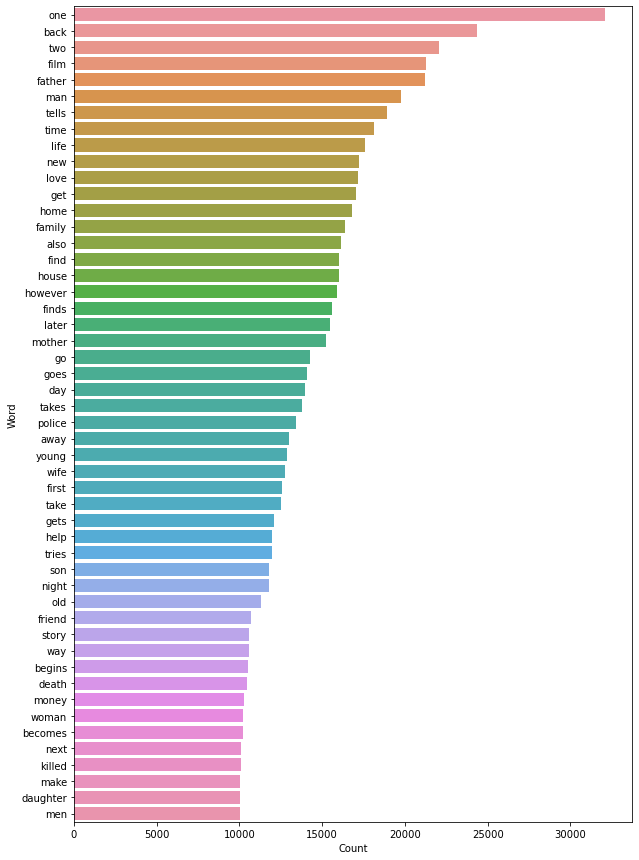 one
back
two
film
father
man
tells
time
life
new
love
get
home
family
also
find
house
however
finds
later
mother
go
goes
day
takes
police
away
young
wife
first
take
gets
help
tries
son
night
old
friend
story
way
begins
death
money
woman
becomes
next
killed
make
daughter
men
Word
0 5000 10000 15000 20000 25000 30000
Count